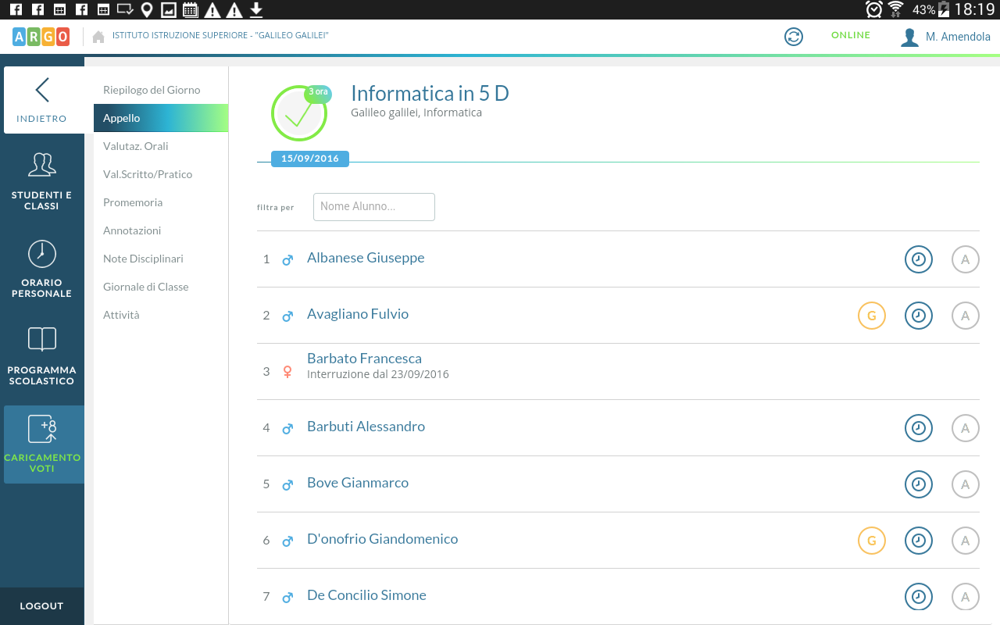 43% 18:19
ARGO
ISTITUTO ISTRUZIONE SUPERIORE - "GALILEO GALILEI"
ONLINE
M. Amendola
INDIETRO
STUDENTI E
CLASSI
ORARIO
PERSONALE
PROGRAMMA
SCOLASTICO
+8
CARICAMENTO
VOTI
LOGOUT
Riepilogo del Giorno
Appello
Valutaz. Orali
Val.Scritto/Pratico
Promemoria
Annotazioni
Note Disciplinari
Giornale di Classe
Attività
3 ora
Informatica in 5 D
Galileo galilei, Informatica
15/09/2016
filtra per
Nome Alunno...
1 Albanese Giuseppe A
2 Avagliano Fulvio G A
3 Barbato Francesca
Interruzione dal 23/09/2016
4 Barbuti Alessandro A
5 Bove Gianmarco A
6 D'onofrio Giandomenico G A
7 De Concilio Simone A